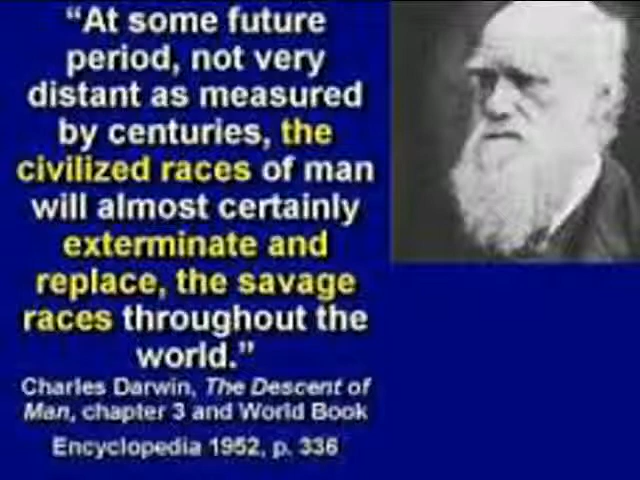 “At some future
period, not very
distant as measured
by centuries, the
civilized races of man
will almost certainly
exterminate and
replace, the savage
races throughout the
world.”
Charles Darwin, The Descent of
Man, chapter 3 and World Book
Encyclopedia 1952, p. 336